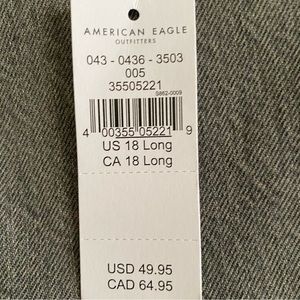 AMERICAN EAGLE
OUTFITTERS
043 - 0436 - 3503
005
35505221
S862-0009
4 00355 05221 9
US 18 Long
CA 18 Long
USD 49.95
CAD 64.95